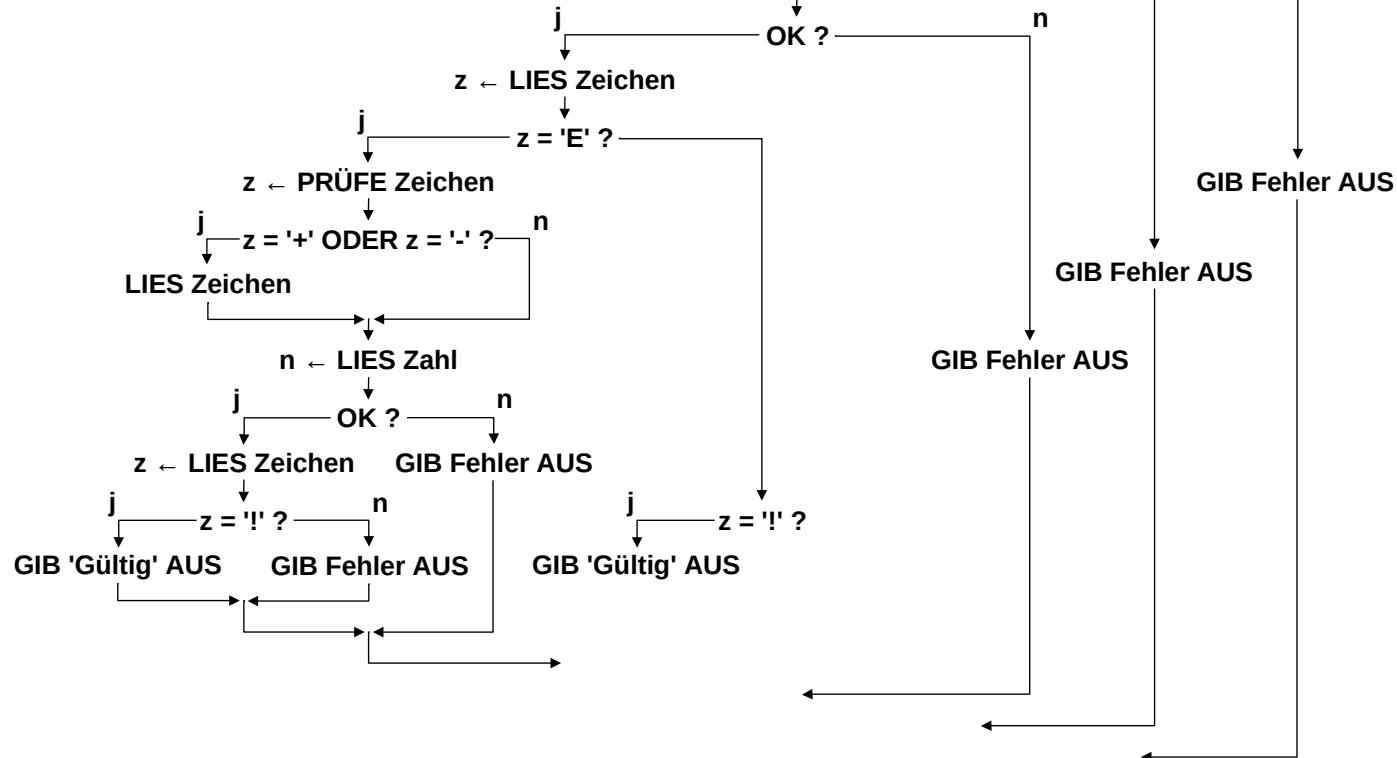 j
n
OK ?
z ← LIES Zeichen
j
z = 'E' ?
z ← PRÜFE Zeichen
GIB Fehler AUS
j
n
z = '+' ODER z = '-' ?
LIES Zeichen
GIB Fehler AUS
n ← LIES Zahl
GIB Fehler AUS
j
n
OK ?
z ← LIES Zeichen
GIB Fehler AUS
j
n
j
z = '!' ?
z = '!' ?
GIB 'Gültig' AUS
GIB Fehler AUS
GIB 'Gültig' AUS